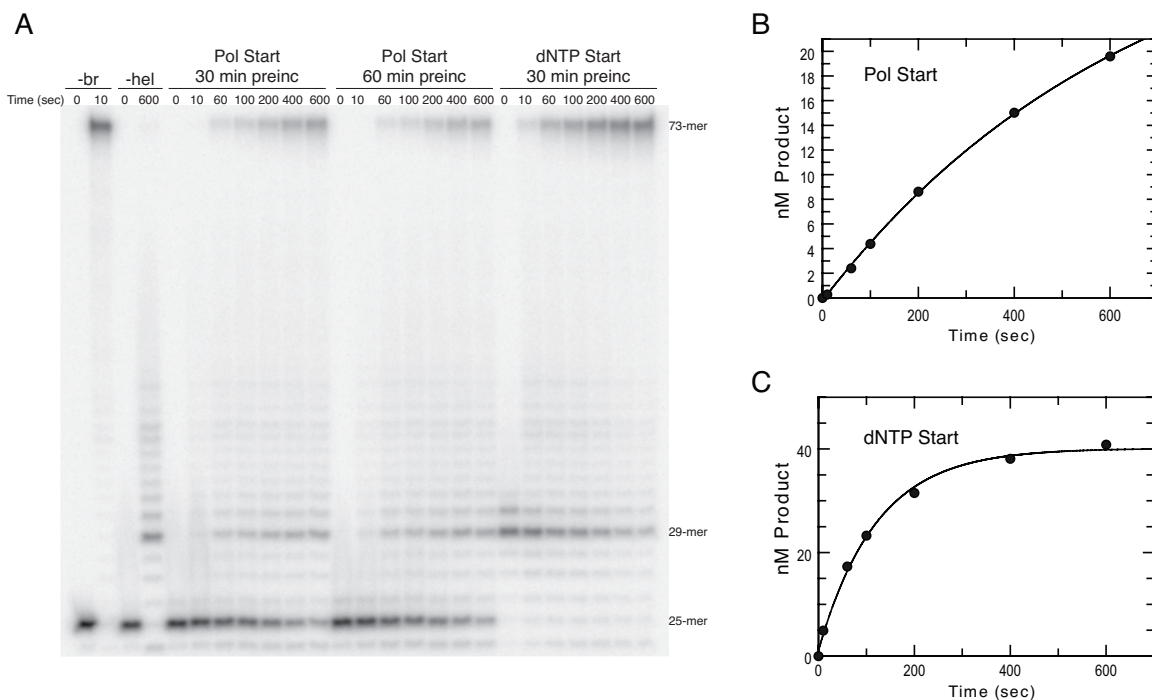 A
Pol Start Pol Start dNTP Start
-br -hel 30 min preinc 60 min preinc 30 min preinc
Time (sec) 0 10 0 600 0 10 60 100 200 400 600 0 10 60 100 200 400 600 0 10 60 100 200 400 600
73-mer
29-mer
25-mer
B
Pol Start
nM Product
20
18
16
14
12
10
8
6
4
2
0
0 200 400 600
Time (sec)
C
dNTP Start
nM Product
40
20
0
0 200 400 600
Time (sec)